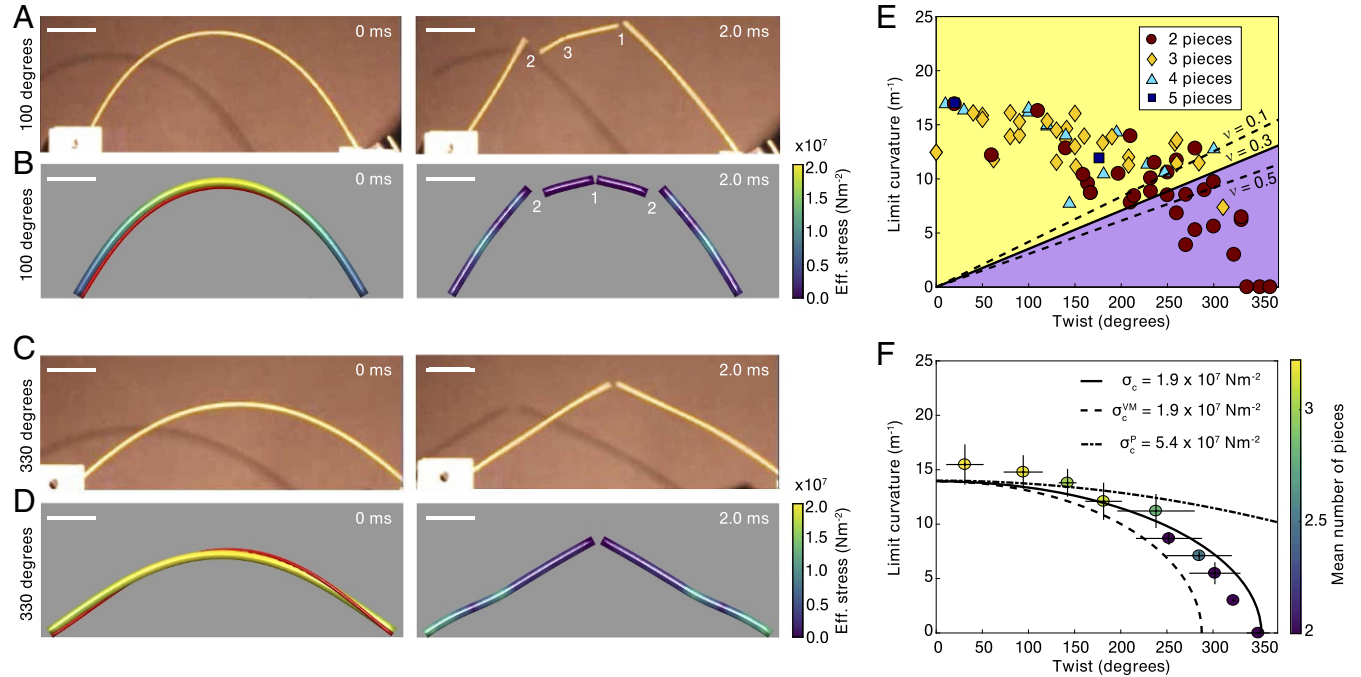 A
100 degrees
0 ms
2.0 ms
2
3
1
B
100 degrees
0 ms
2.0 ms
2
1
2
x10⁷
2.0
1.5
1.0
0.5
0.0
Eff. stress (Nm⁻²)
C
330 degrees
0 ms
2.0 ms
D
330 degrees
0 ms
2.0 ms
x10⁷
2.0
1.5
1.0
0.5
0.0
Eff. stress (Nm⁻²)
E
25
20
15
10
5
0
Limit curvature (m⁻¹)
2 pieces
3 pieces
4 pieces
5 pieces
ν = 0.1
ν = 0.3
ν = 0.5
0 50 100 150 200 250 300 350
Twist (degrees)
F
25
20
15
10
5
0
Limit curvature (m⁻¹)
σc = 1.9 x 10⁷ Nm⁻²
σcVM = 1.9 x 10⁷ Nm⁻²
σcP = 5.4 x 10⁷ Nm⁻²
0 50 100 150 200 250 300 350
Twist (degrees)
3
2.5
2
Mean number of pieces